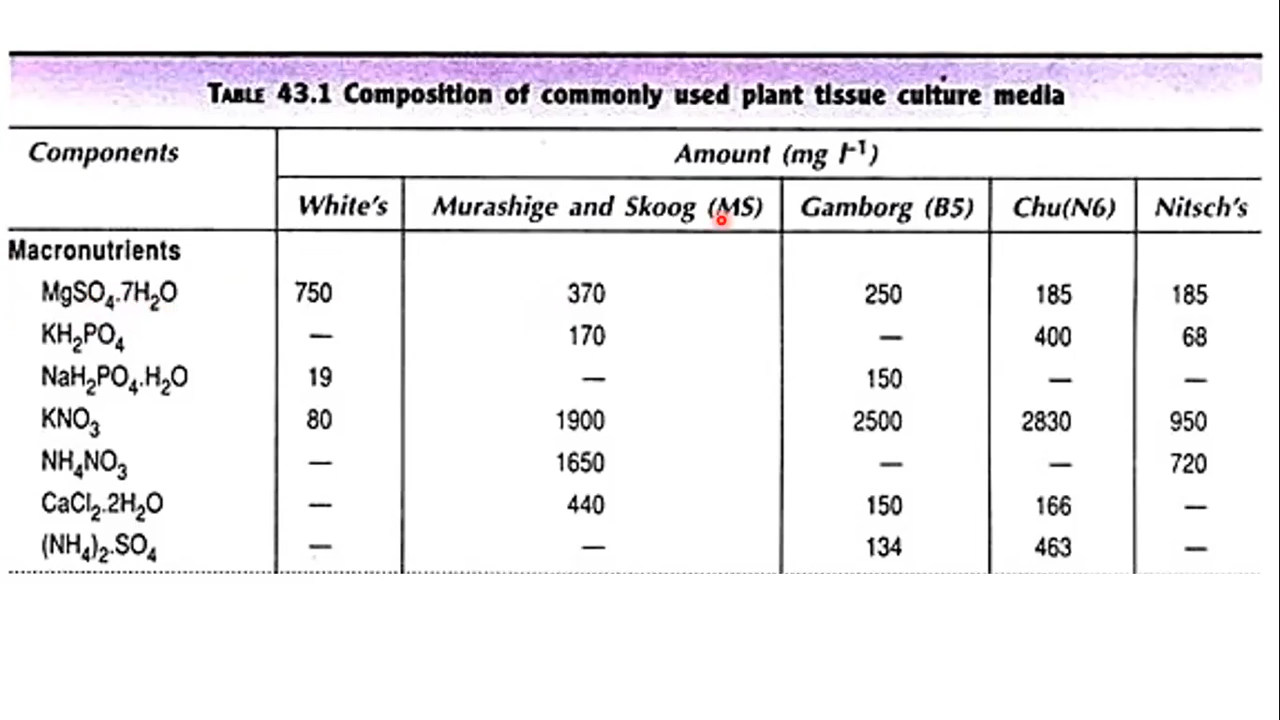 TABLE 43.1 Composition of commonly used plant tissue culture media
Components Amount (mg l⁻¹)
White's Murashige and Skoog (MS) Gamborg (B5) Chu(N6) Nitsch's
Macronutrients
MgSO₄.7H₂O 750 370 250 185 185
KH₂PO₄ — 170 — 400 68
NaH₂PO₄.H₂O 19 — 150 — —
KNO₃ 80 1900 2500 2830 950
NH₄NO₃ — 1650 — — 720
CaCl₂.2H₂O — 440 150 166 —
(NH₄)₂.SO₄ — — 134 463 —